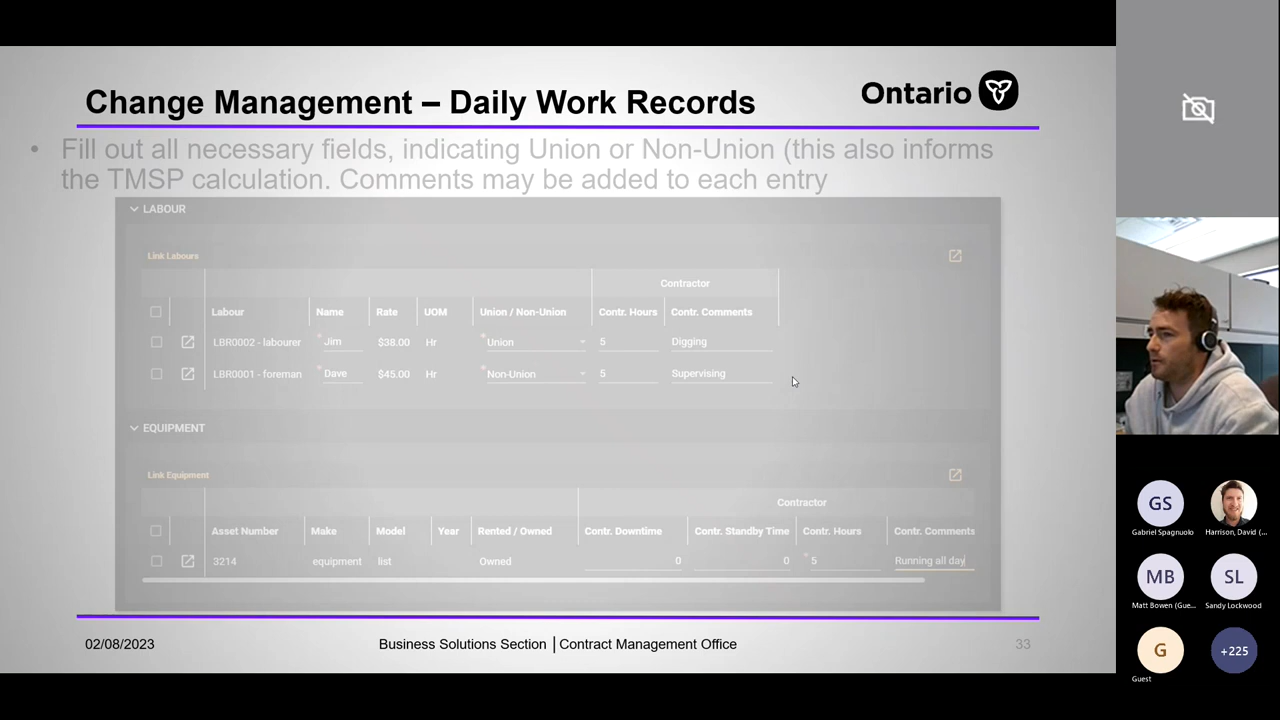 Change Management – Daily Work Records
Ontario
• Fill out all necessary fields, indicating Union or Non-Union (this also informs
the TMSP calculation. Comments may be added to each entry
LABOUR
Link Labours
Contractor
Labour Name Rate UOM Union / Non-Union Contr. Hours Contr. Comments
LBR0002 - labourer * Jim $38.00 Hr * Union 5 Digging
LBR0001 - foreman * Dave $45.00 Hr * Non-Union 5 Supervising
EQUIPMENT
Link Equipment
Contractor
Asset Number Make Model Year Rented / Owned Contr. Downtime Contr. Standby Time Contr. Hours Contr. Comments
3214 equipment list Owned 0 0 * 5 Running all day
02/08/2023 Business Solutions Section | Contract Management Office 33
GS
Gabriel Spagnuolo Harrison, David (...
MB SL
Matt Bowen (Gue... Sandy Lockwood
G +225
Guest